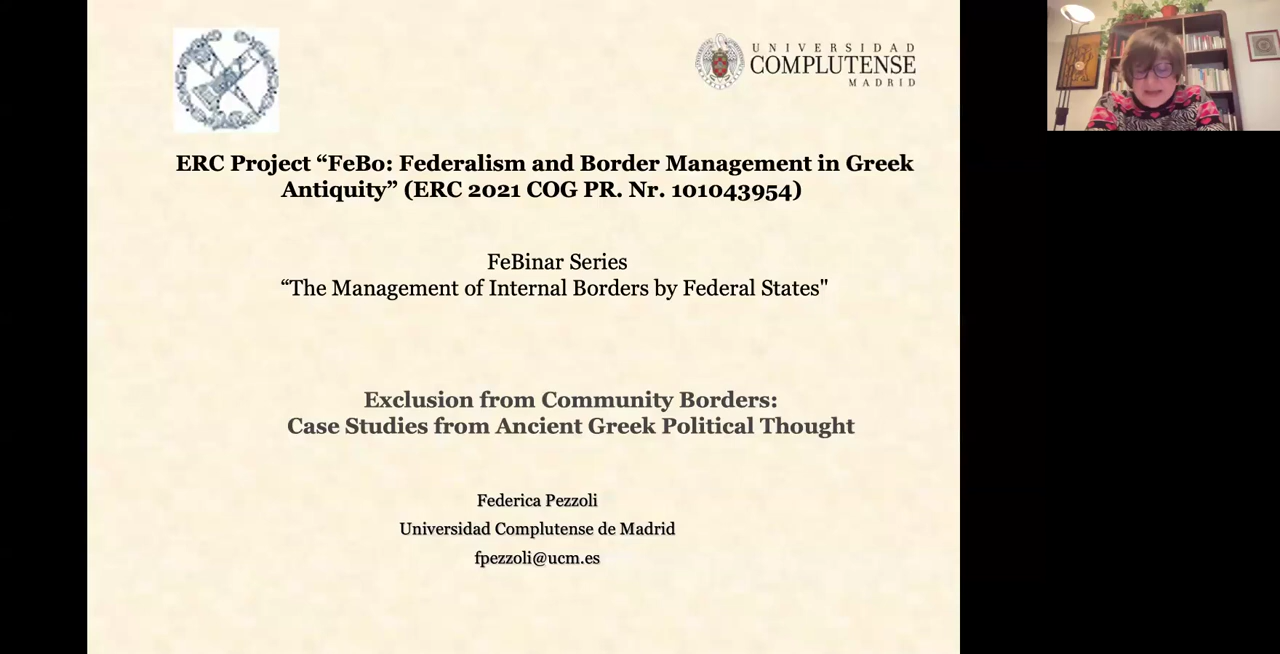 UNIVERSIDAD
COMPLUTENSE
MADRID
ERC Project “FeBo: Federalism and Border Management in Greek
Antiquity” (ERC 2021 COG PR. Nr. 101043954)
FeBinar Series
“The Management of Internal Borders by Federal States"
Exclusion from Community Borders:
Case Studies from Ancient Greek Political Thought
Federica Pezzoli
Universidad Complutense de Madrid
fpezzoli@ucm.es